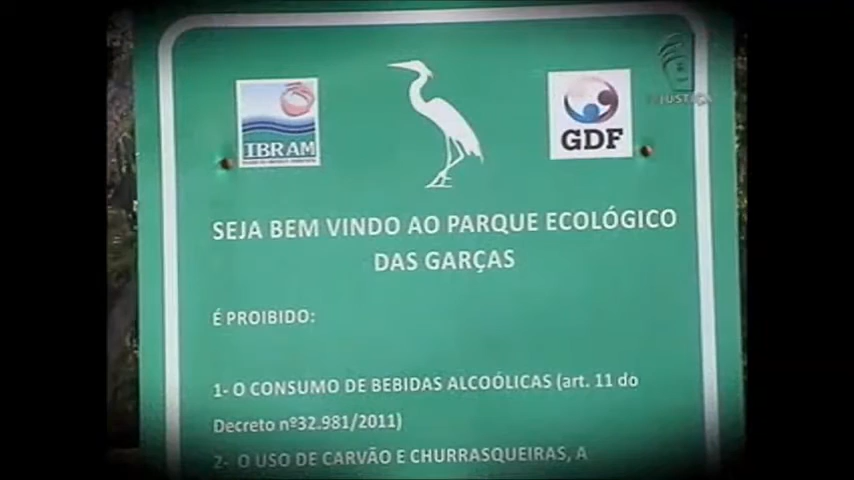 IBRAM
GDF
JUSTIÇA
SEJA BEM VINDO AO PARQUE ECOLÓGICO
DAS GARÇAS
É PROIBIDO:
1- O CONSUMO DE BEBIDAS ALCOÓLICAS (art. 11 do
Decreto nº32.981/2011)
2- O USO DE CARVÃO E CHURRASQUEIRAS, A